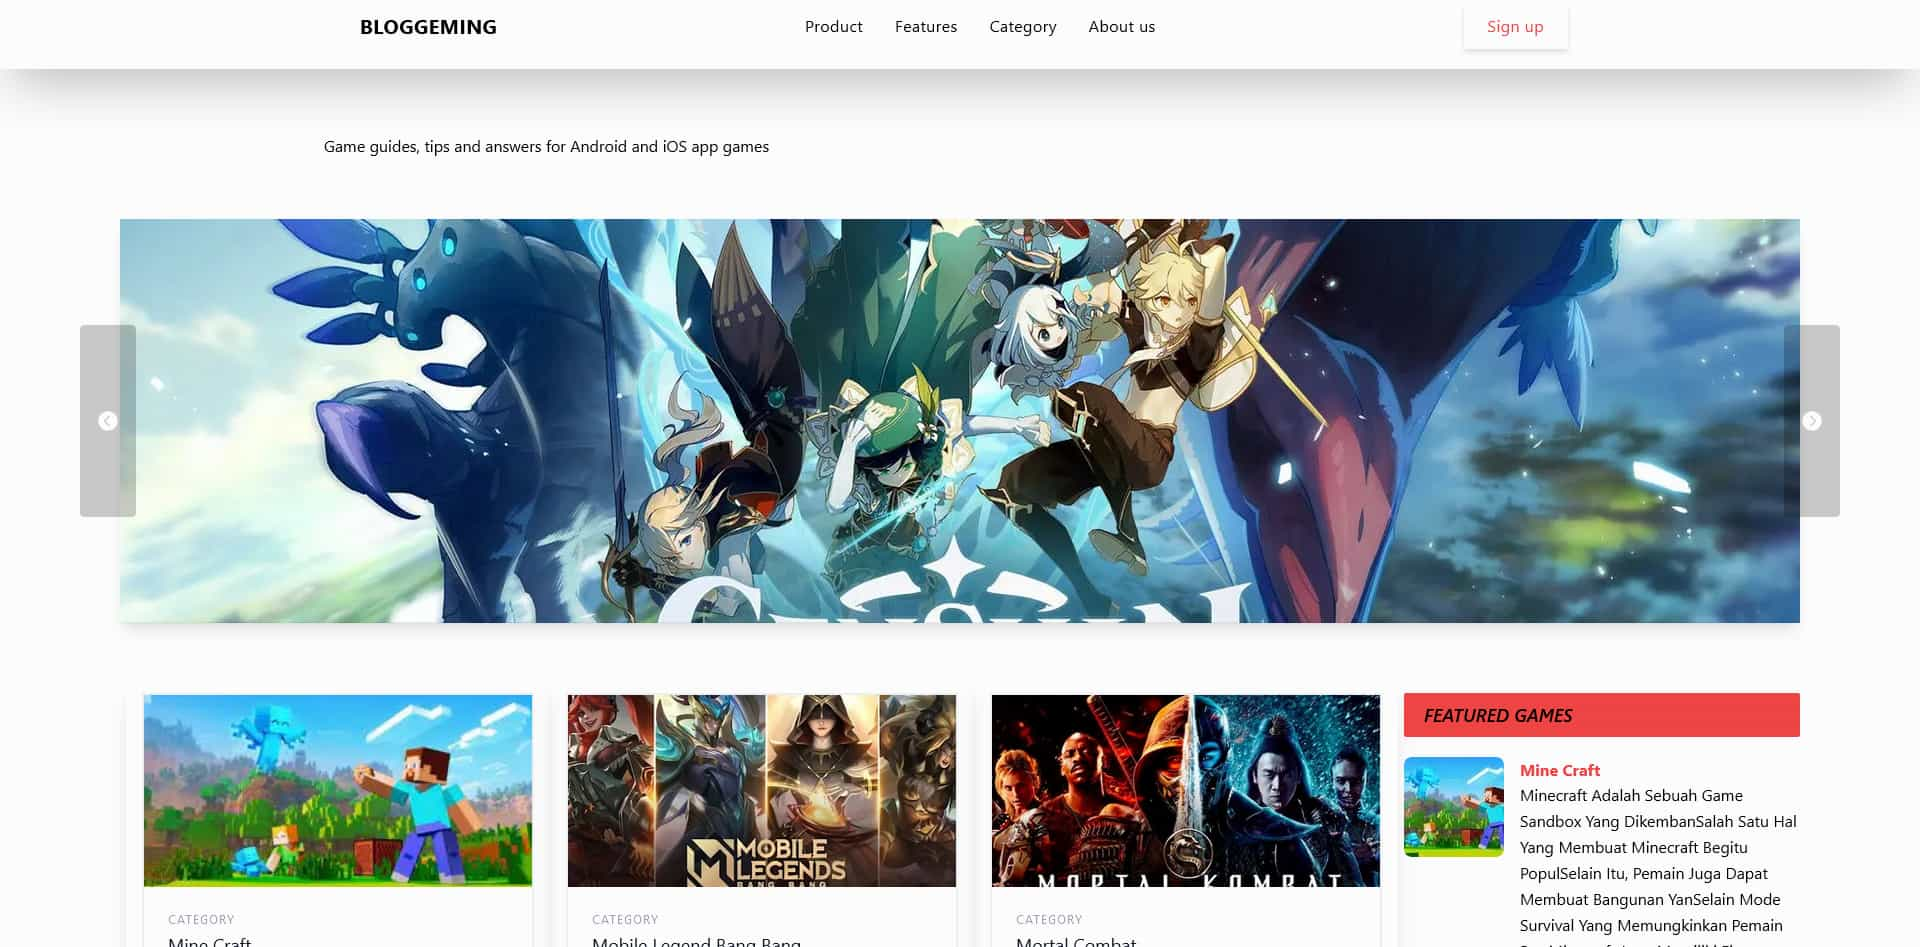 BLOGGEMING
Product Features Category About us
Sign up
Game guides, tips and answers for Android and iOS app games
GENSHIN
MOBILE
LEGENDS
BANG BANG
MORTAL KOMBAT
CATEGORY
Mine Craft
CATEGORY
Mobile Legend Bang Bang
CATEGORY
Mortal Combat
FEATURED GAMES
Mine Craft
Minecraft Adalah Sebuah Game
Sandbox Yang DikembanSalah Satu Hal
Yang Membuat Minecraft Begitu
PopulSelain Itu, Pemain Juga Dapat
Membuat Bangunan YanSelain Mode
Survival Yang Memungkinkan Pemain